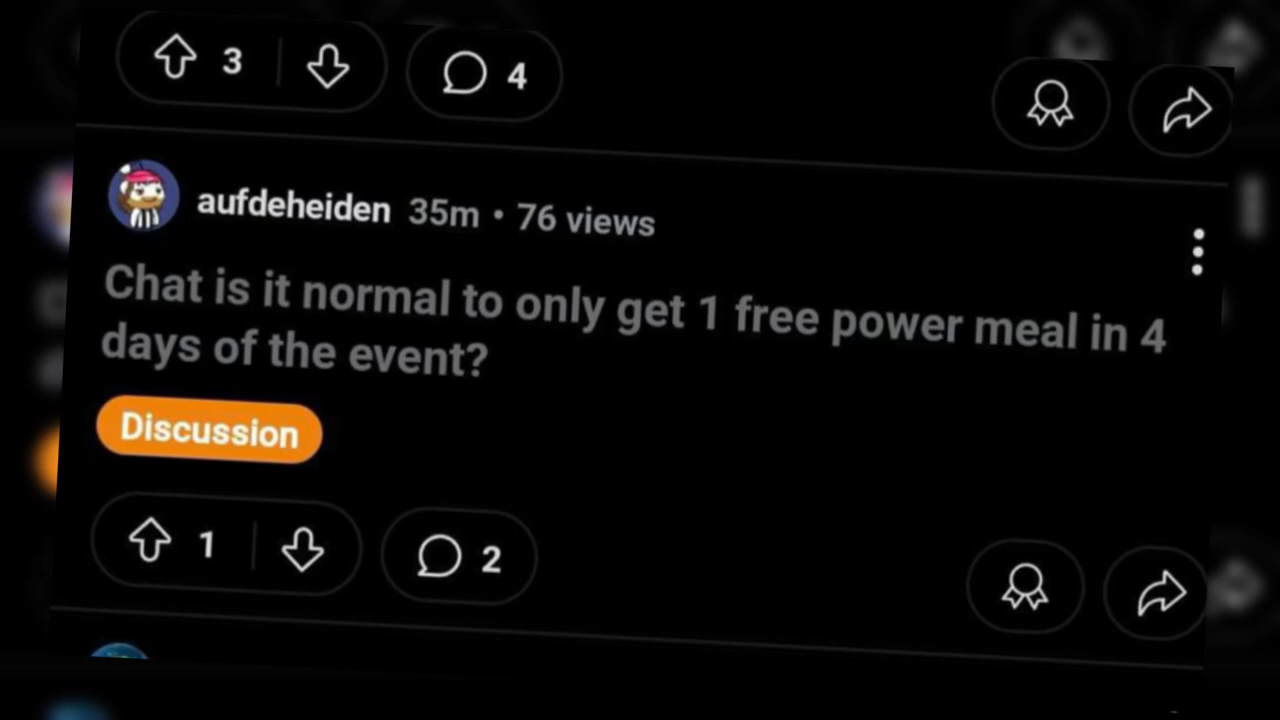 3 4
aufdeheiden 35m • 76 views
Chat is it normal to only get 1 free power meal in 4
days of the event?
Discussion
1 2